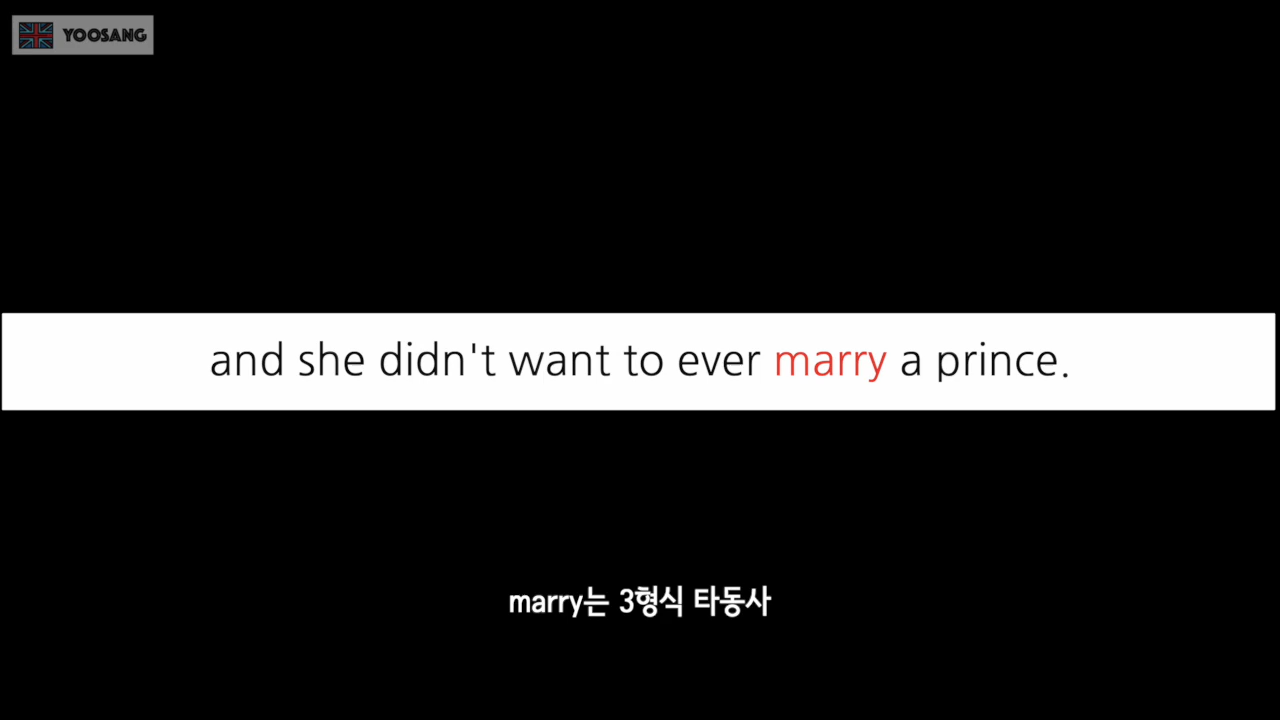 YOOSANG
and she didn't want to ever marry a prince.
marry는 3형식 타동사